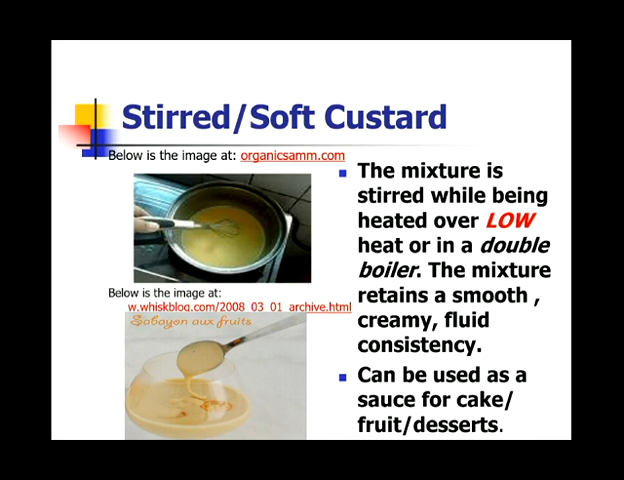 Stirred/Soft Custard
Below is the image at: organicsamm.com
Below is the image at:
w.whiskblog.com/2008_03_01_archive.html
Sabayon aux fruits
The mixture is
stirred while being
heated over LOW
heat or in a double
boiler. The mixture
retains a smooth ,
creamy, fluid
consistency.
Can be used as a
sauce for cake/
fruit/desserts.